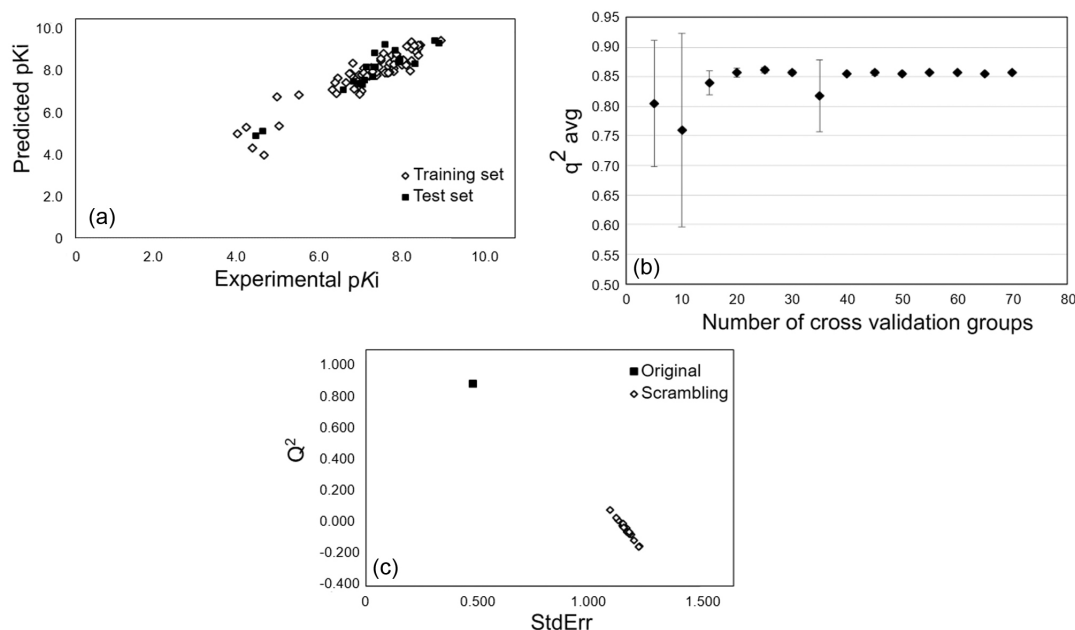 10.0
8.0
6.0
4.0
2.0
0
Predicted pKi
Training set
Test set
(a)
0 2.0 4.0 6.0 8.0 10.0
Experimental pKi
0.95
0.90
0.85
0.80
0.75
0.70
0.65
0.60
0.55
0.50
q² avg
(b)
0 10 20 30 40 50 60 70 80
Number of cross validation groups
1.000
0.800
0.600
0.400
0.200
0.000
-0.200
-0.400
Q²
Original
Scrambling
(c)
0 0.500 1.000 1.500
StdErr